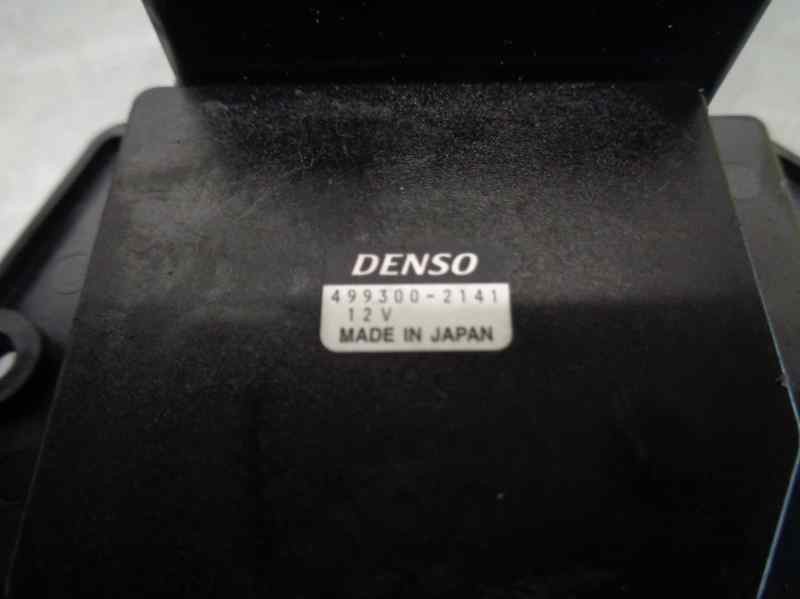 DENSO
499300-2141
12V
MADE IN JAPAN